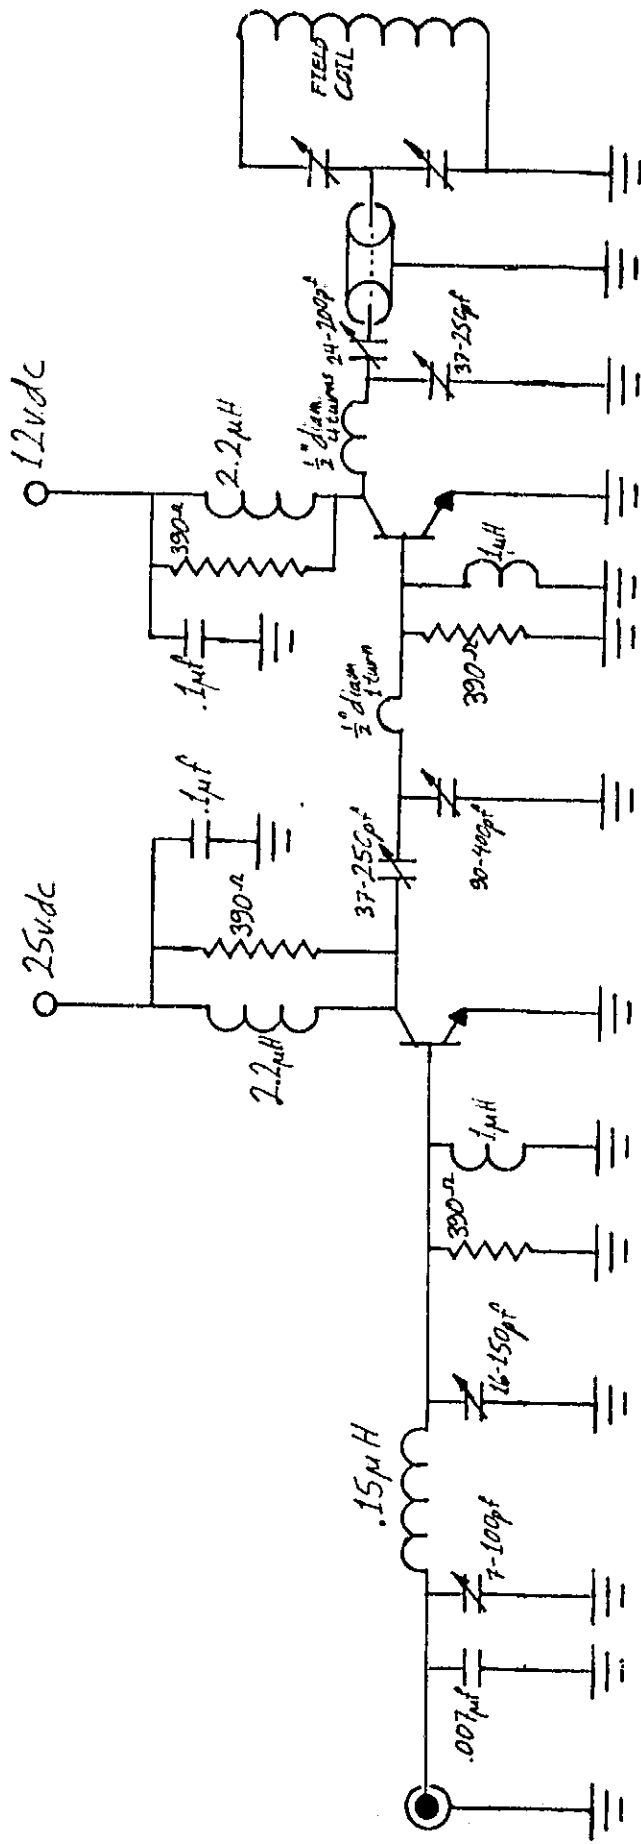 12v.dc
25v.dc
390Ω
2.2μH
.1μf
.1μf
390Ω
2.2μH
FIELD
COIL
24-200pf
1/2" diam.
4 turns
37-250pf
1/2" diam
1 turn
37-250pf
90-400pf
390Ω
1μH
.15μH
.007μf
7-100pf
16-150pf
390Ω
1μH